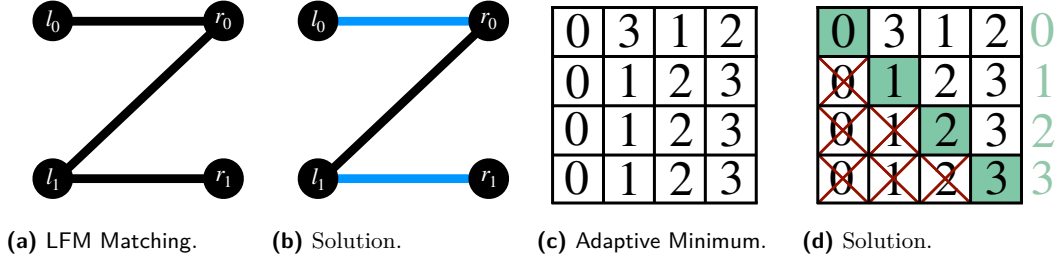 l0 r0
l1 r1
l0 r0
l1 r1
0 3 1 2
0 1 2 3
0 1 2 3
0 1 2 3
0 3 1 2 0
0 1 2 3 1
0 1 2 3 2
0 1 2 3 3
(a) LFM Matching.
(b) Solution.
(c) Adaptive Minimum.
(d) Solution.